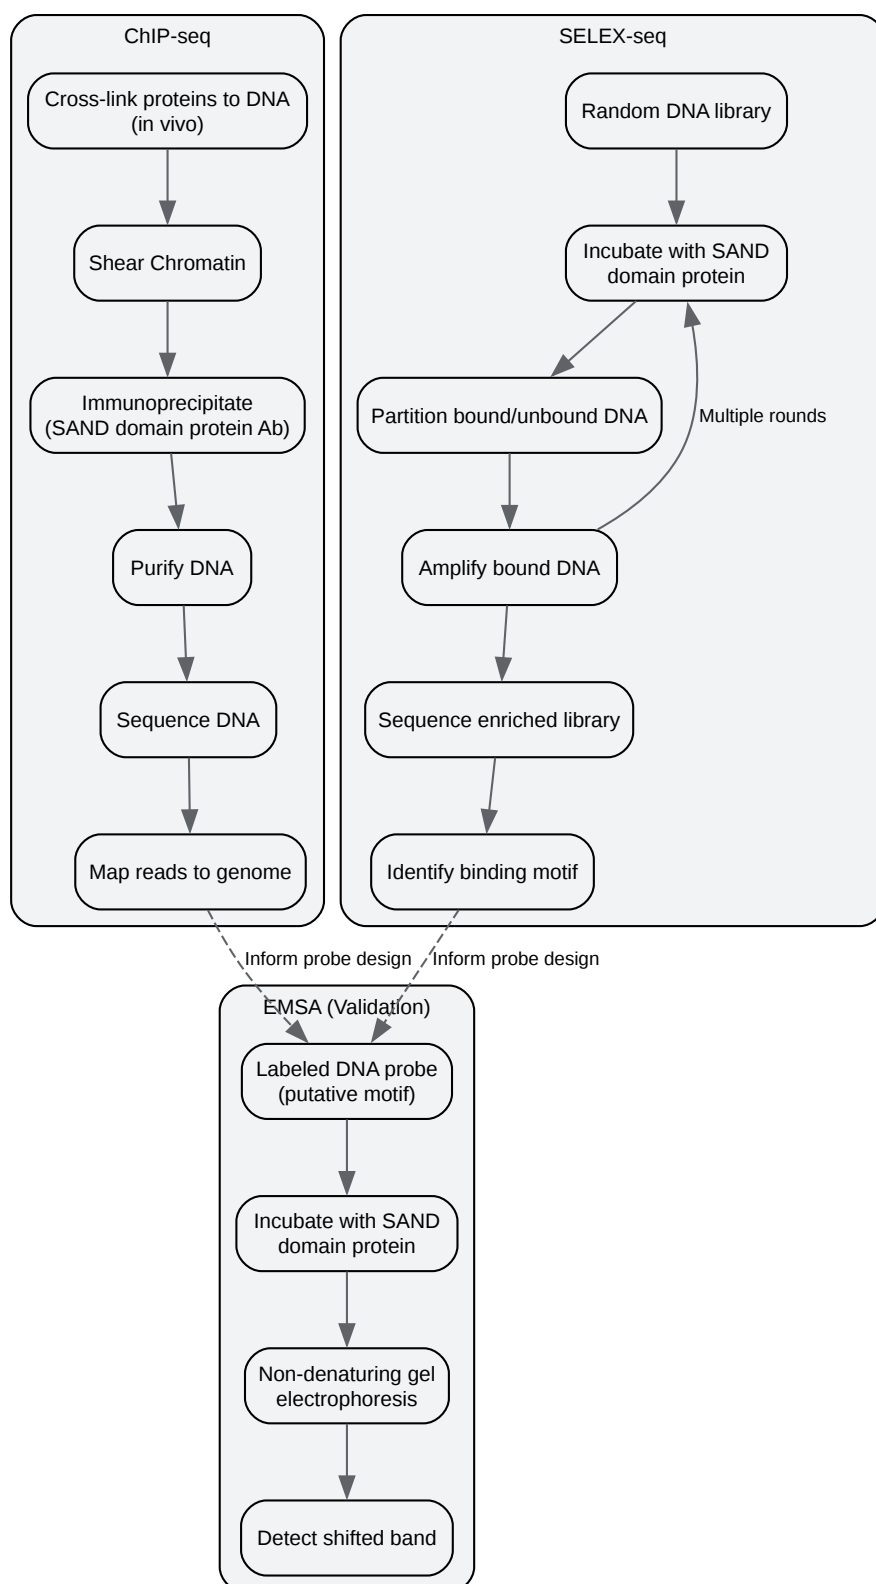 ChIP-seq
Cross-link proteins to DNA
(in vivo)
Shear Chromatin
Immunoprecipitate
(SAND domain protein Ab)
Purify DNA
Sequence DNA
Map reads to genome
SELEX-seq
Random DNA library
Incubate with SAND
domain protein
Partition bound/unbound DNA
Multiple rounds
Amplify bound DNA
Sequence enriched library
Identify binding motif
Inform probe design
Inform probe design
EMSA (Validation)
Labeled DNA probe
(putative motif)
Incubate with SAND
domain protein
Non-denaturing gel
electrophoresis
Detect shifted band